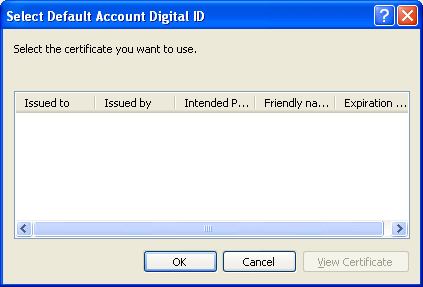 Select Default Account Digital ID
Select the certificate you want to use.
Issued to Issued by Intended P... Friendly na... Expiration ...
OK Cancel View Certificate